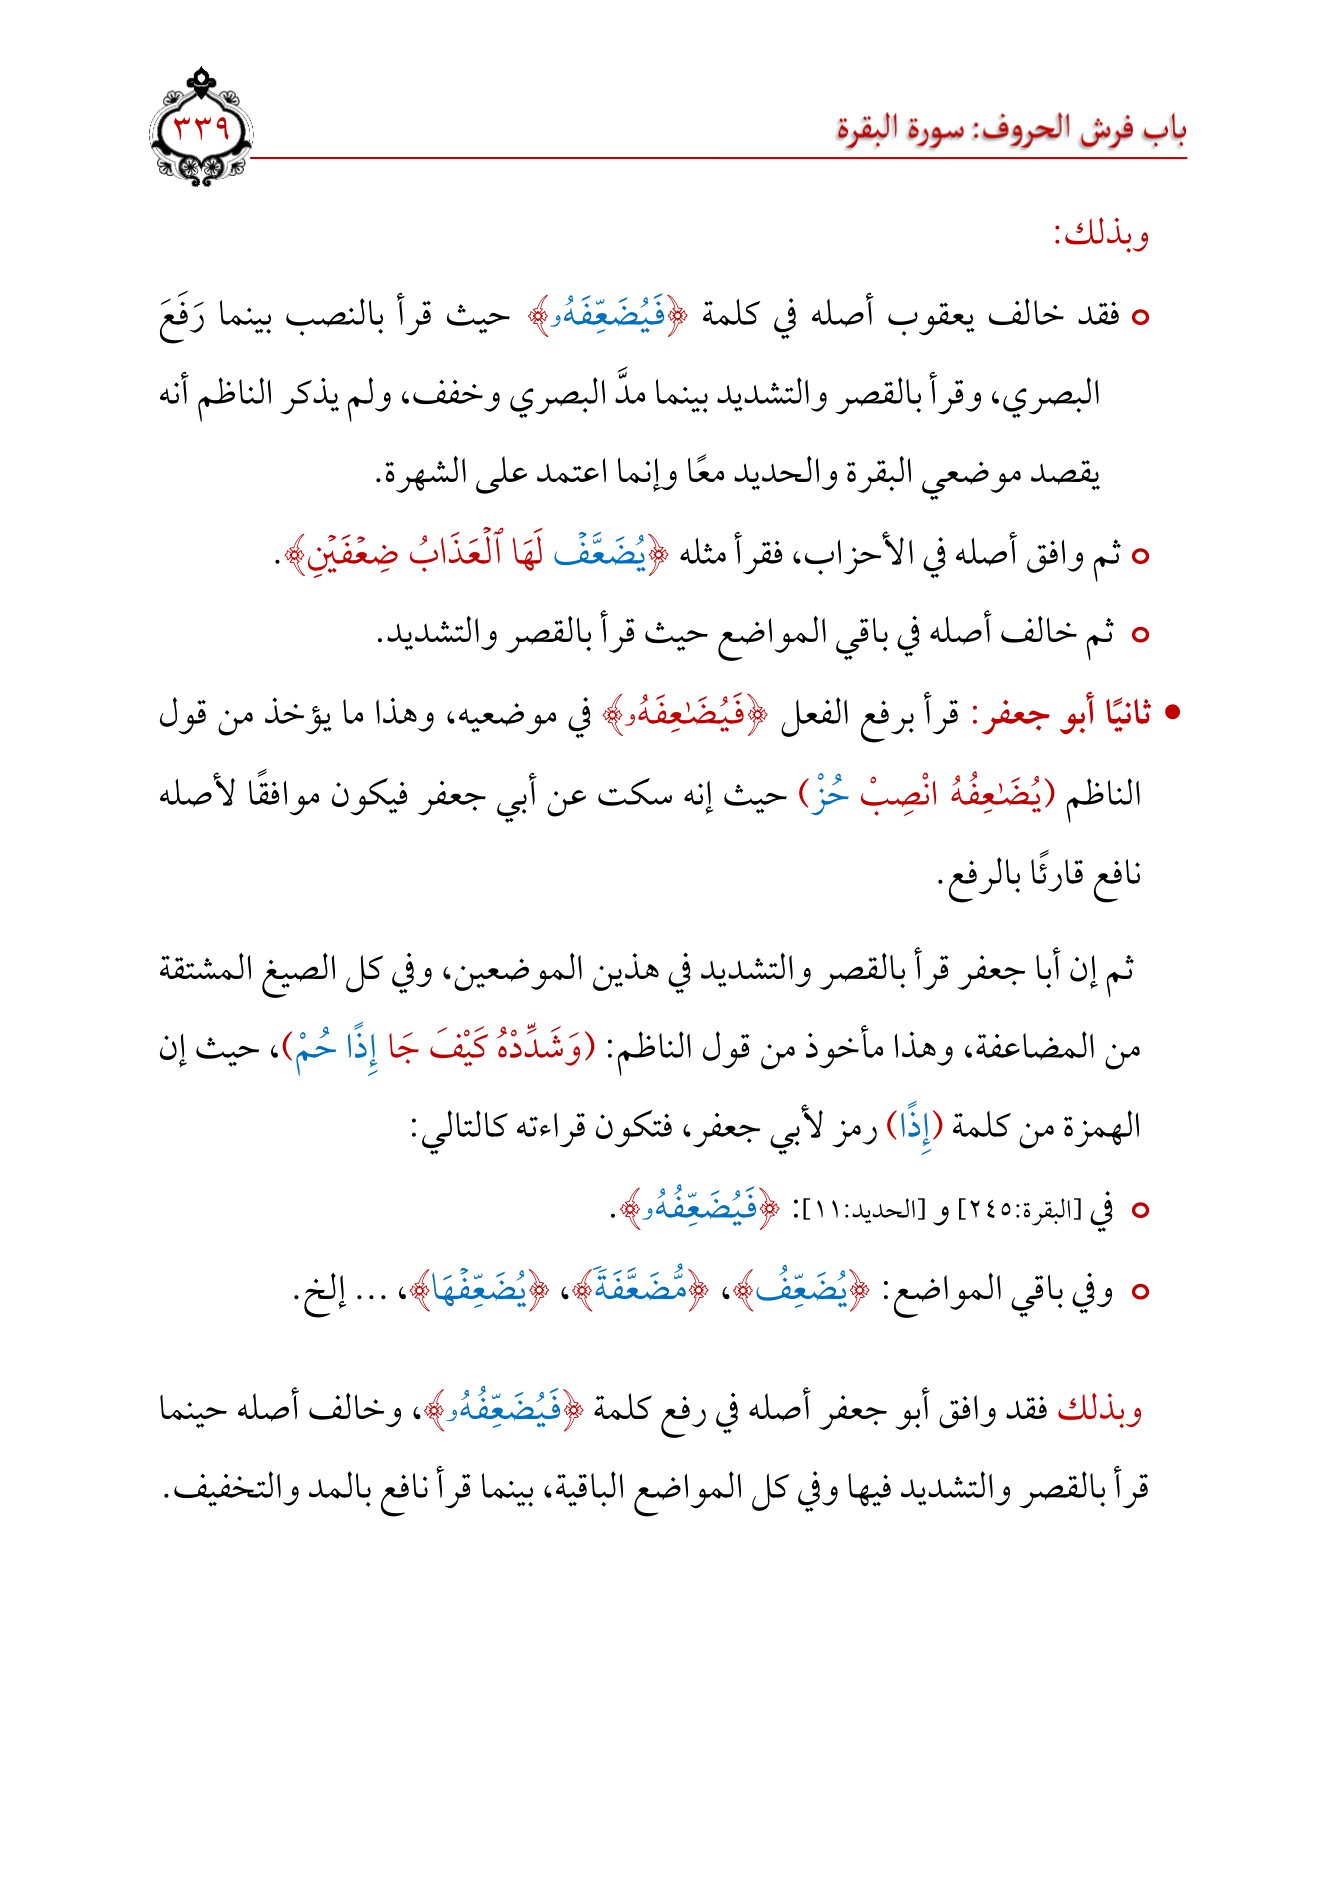 باب فرش الحروف: سورة البقرة
٣٣٩
وبذلك:
o فقد خالف يعقوب أصله في كلمة ﴿فَيُضَعِّفَهُۥ﴾ حيث قرأ بالنصب بينما رَفَعَ
البصري، وقرأ بالقصر والتشديد بينما مدَّ البصري وخفف، ولم يذكر الناظم أنه
يقصد موضعي البقرة والحديد معًا وإنما اعتمد على الشهرة.
o ثم وافق أصله في الأحزاب، فقرأ مثله ﴿يُضَعَّفۡ لَهَا ٱلۡعَذَابُ ضِعۡفَيۡنِ﴾.
o ثم خالف أصله في باقي المواضع حيث قرأ بالقصر والتشديد.
• ثانيًا أبو جعفر: قرأ برفع الفعل ﴿فَيُضَٰعِفَهُۥ﴾ في موضعيه، وهذا ما يؤخذ من قول
الناظم (يُضَٰعِفُهُ انْصِبْ حُزْ) حيث إنه سكت عن أبي جعفر فيكون موافقًا لأصله
نافع قارئًا بالرفع.
ثم إن أبا جعفر قرأ بالقصر والتشديد في هذين الموضعين، وفي كل الصيغ المشتقة
من المضاعفة، وهذا مأخوذ من قول الناظم: (وَشَدِّدْهُ كَيْفَ جَا إِذًا حُمْ)، حيث إن
الهمزة من كلمة (إِذًا) رمز لأبي جعفر، فتكون قراءته كالتالي:
o في [البقرة:٢٤٥] و [الحديد:١١]: ﴿فَيُضَعِّفُهُۥ﴾.
o وفي باقي المواضع: ﴿يُضَعِّفُ﴾، ﴿مُّضَعَّفَةٗ﴾، ﴿يُضَعِّفۡهَا﴾، ... إلخ.
وبذلك فقد وافق أبو جعفر أصله في رفع كلمة ﴿فَيُضَعِّفُهُۥ﴾، وخالف أصله حينما
قرأ بالقصر والتشديد فيها وفي كل المواضع الباقية، بينما قرأ نافع بالمد والتخفيف.